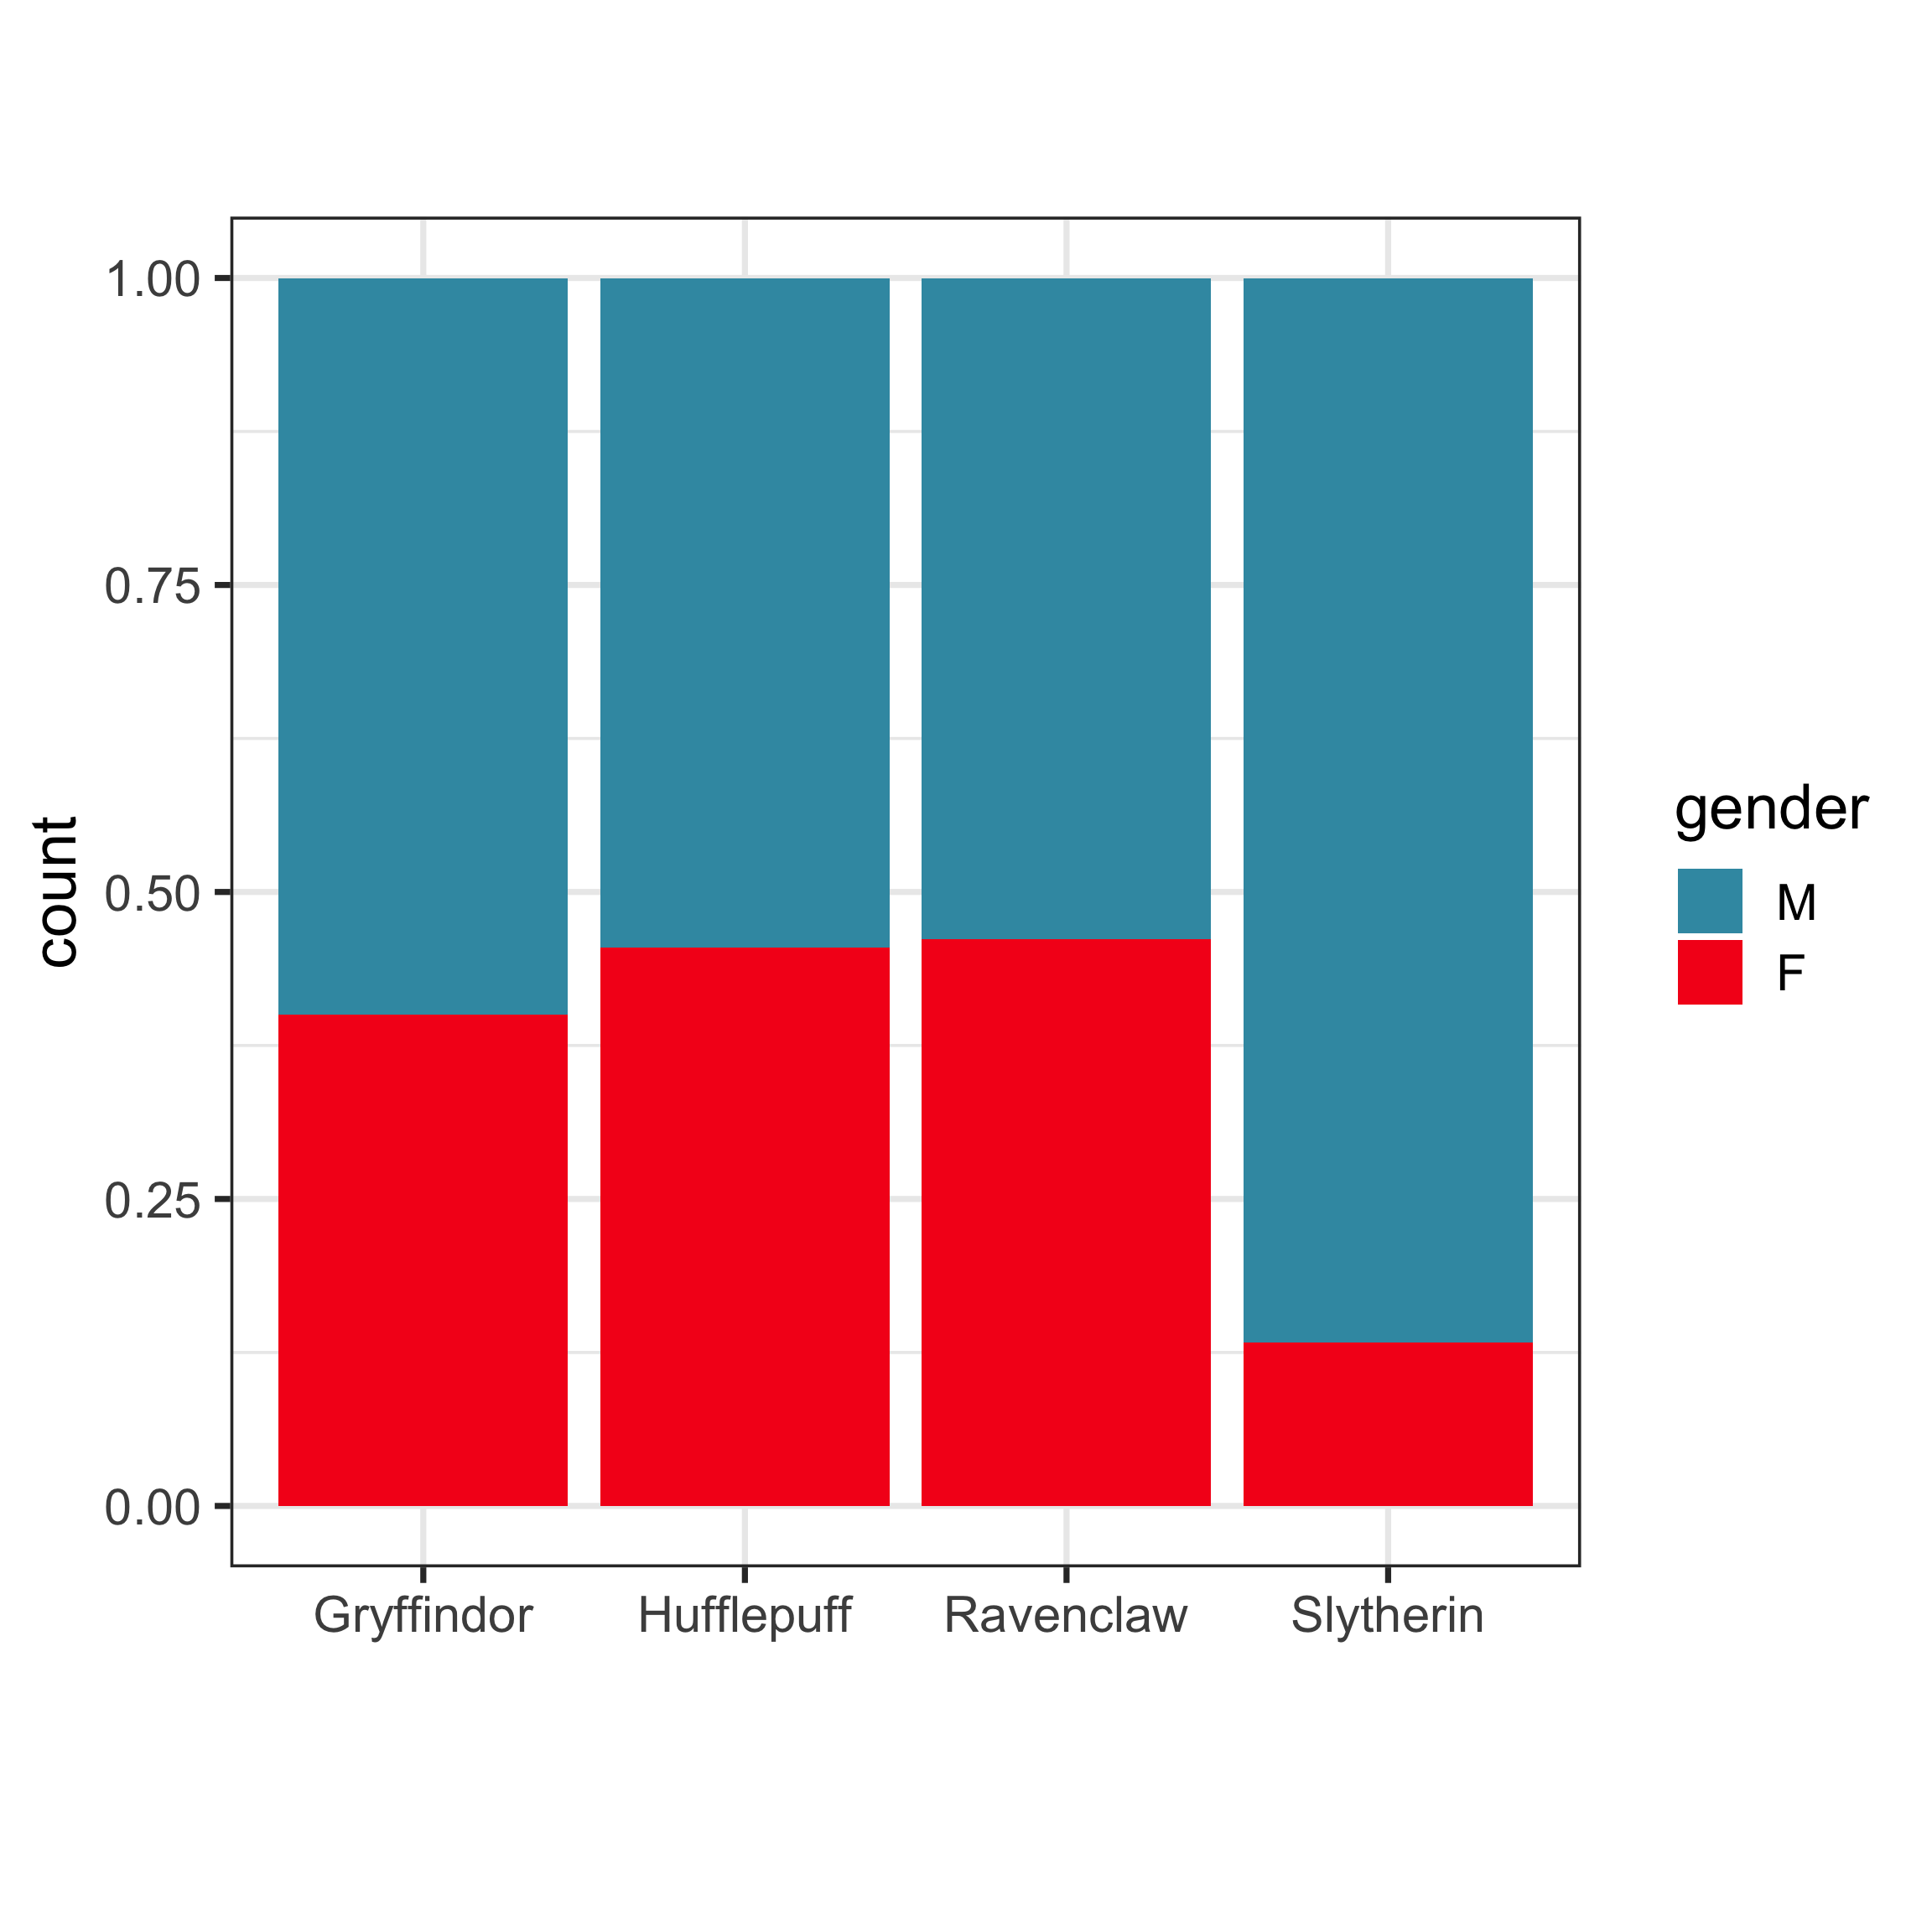 1.00
0.75
0.50
0.25
0.00
count
Gryffindor Hufflepuff Ravenclaw Slytherin
gender
M
F